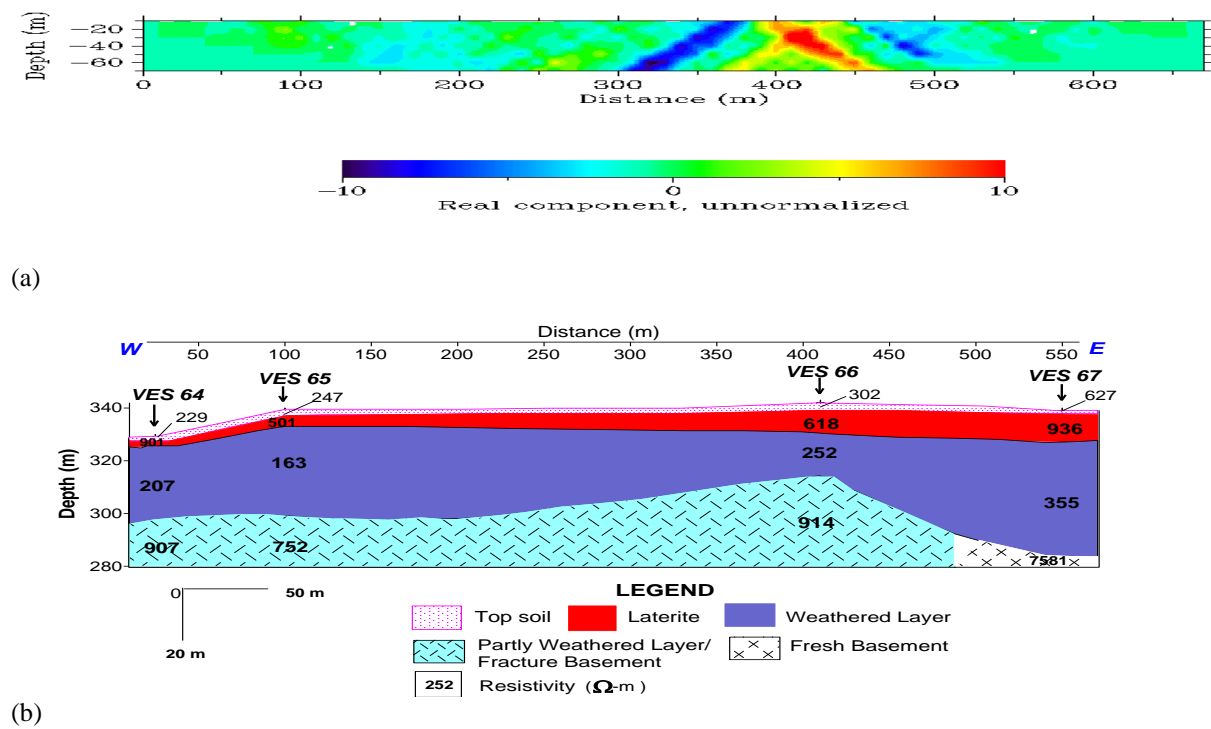 Depth (m)
−20
−40
−60
0 100 200 300 400 500 600
Distance (m)
−10 0 10
Real component, unnormalized
(a)
Distance (m)
W 50 100 150 200 250 300 350 400 450 500 550 E
VES 64 VES 65 VES 66 VES 67
229 247 302 627
Depth (m)
340
320
300
280
901 501 618 936
207 163 252 355
907 752 914 7581
0 50 m
20 m
LEGEND
Top soil Laterite Weathered Layer
Partly Weathered Layer/
Fracture Basement
Fresh Basement
252 Resistivity (Ω-m)
(b)